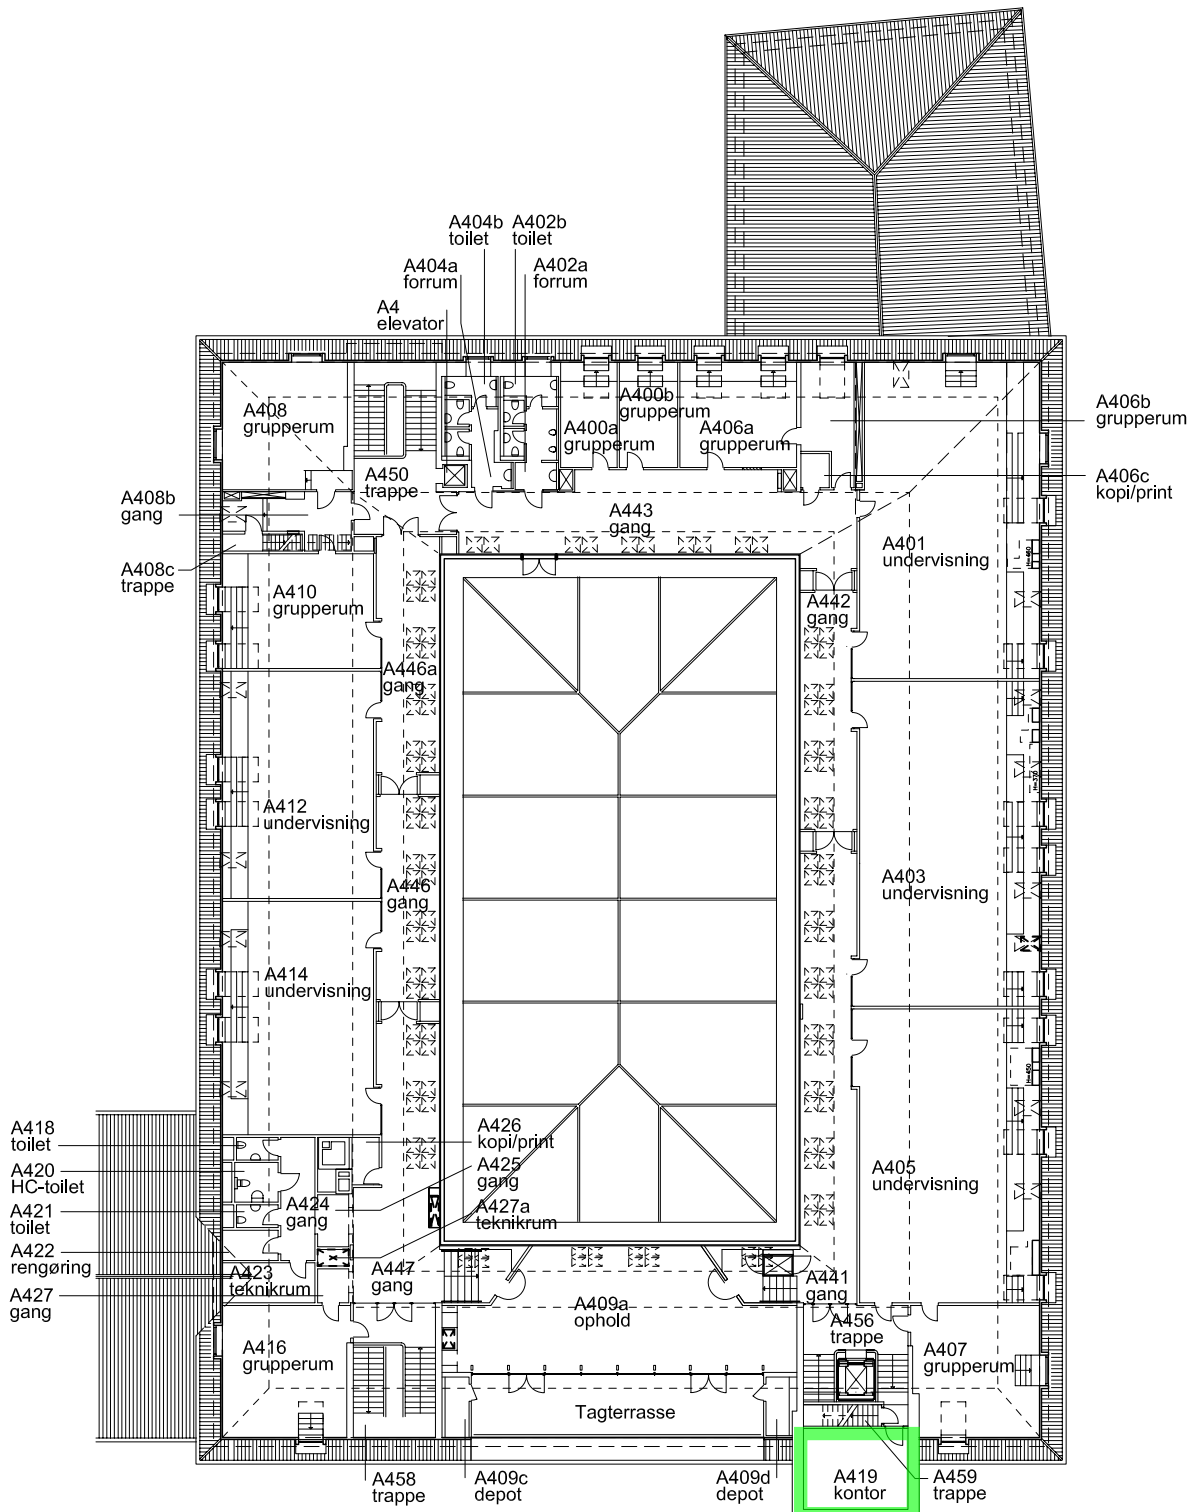 A404b
toilet
A402b
toilet
A404a
forrum
A402a
forrum
A4
elevator
A408
grupperum
A400b
grupperum
A400a
grupperum
A406a
grupperum
A406b
grupperum
A406c
kopi/print
A450
trappe
A408b
gang
A443
gang
A401
undervisning
H=460
A408c
trappe
A410
grupperum
A442
gang
A446a
gang
H=330
A412
undervisning
A446
gang
A403
undervisning
A414
undervisning
H=450
A418
toilet
A426
kopi/print
A420
HC-toilet
A425
gang
A405
undervisning
A421
toilet
A424
gang
A427a
teknikrum
A422
rengøring
A423
teknikrum
A447
gang
A441
gang
A427
gang
A409a
ophold
A456
trappe
A416
grupperum
A407
grupperum
Tagterrasse
A458
trappe
A409c
depot
A409d
depot
A419
kontor
A459
trappe